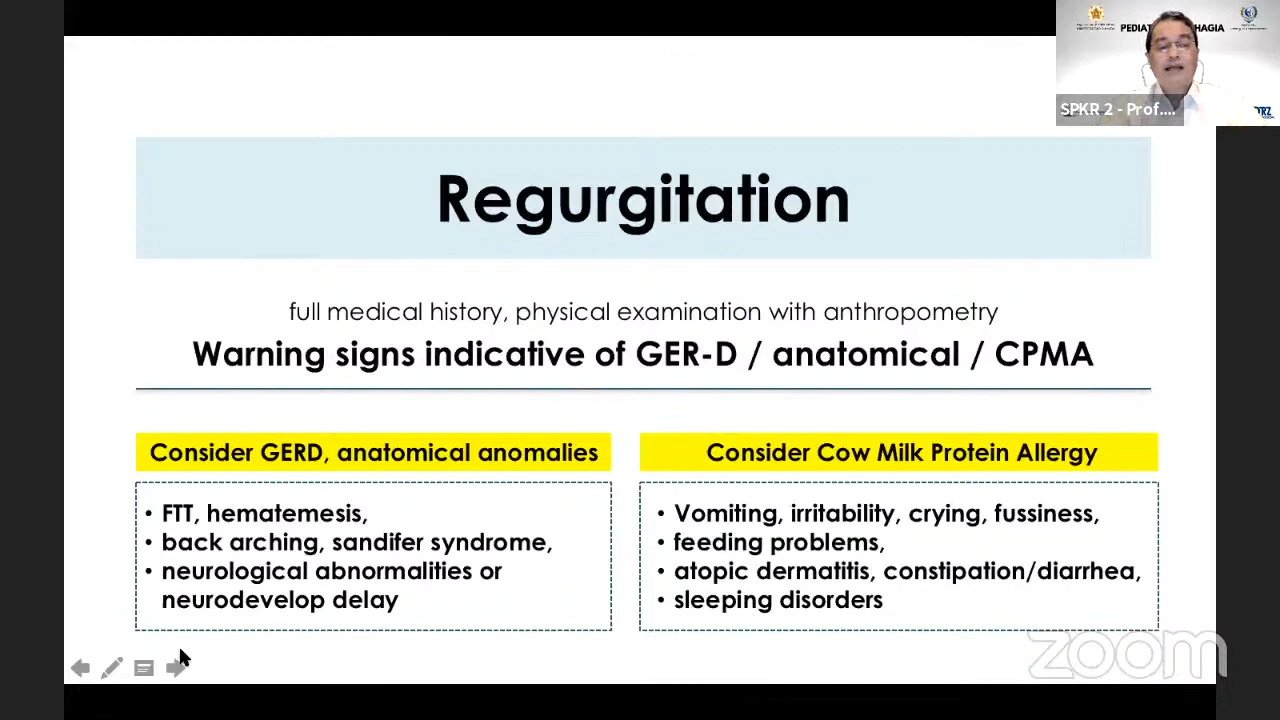 PEDIAT HAGIA
SPKR 2 - Prof....
TRZ
Regurgitation
full medical history, physical examination with anthropometry
Warning signs indicative of GER-D / anatomical / CPMA
Consider GERD, anatomical anomalies
• FTT, hematemesis,
• back arching, sandifer syndrome,
• neurological abnormalities or
neurodevelop delay
Consider Cow Milk Protein Allergy
• Vomiting, irritability, crying, fussiness,
• feeding problems,
• atopic dermatitis, constipation/diarrhea,
• sleeping disorders
zoom